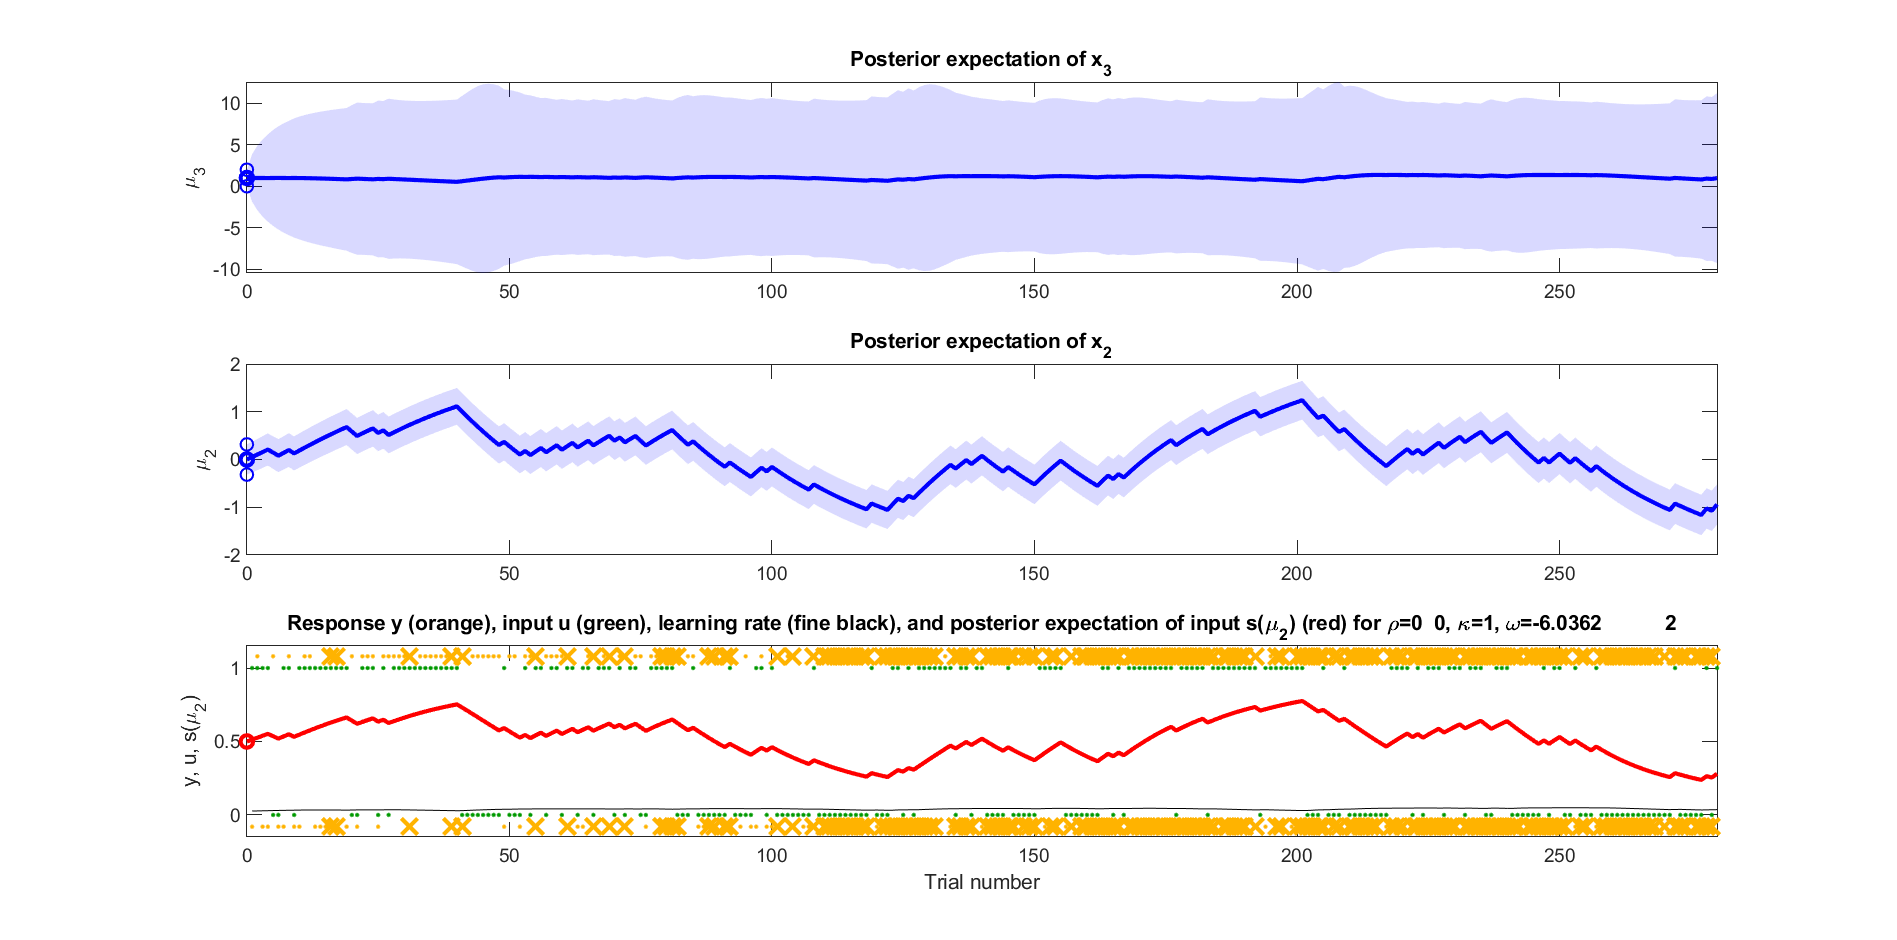 Posterior expectation of x3
10
5
0
-5
-10
μ3
0 50 100 150 200 250
Posterior expectation of x2
2
1
0
-1
-2
μ2
0 50 100 150 200 250
Response y (orange), input u (green), learning rate (fine black), and posterior expectation of input s(μ2) (red) for ρ=0 0, κ=1, ω=-6.0362 2
1
0.5
0
y, u, s(μ2)
0 50 100 150 200 250
Trial number